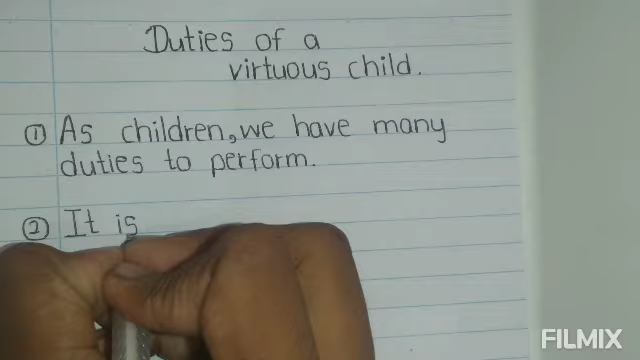 Duties of a
virtuous child.
① As children, we have many
duties to perform.
② It is
FILMIX